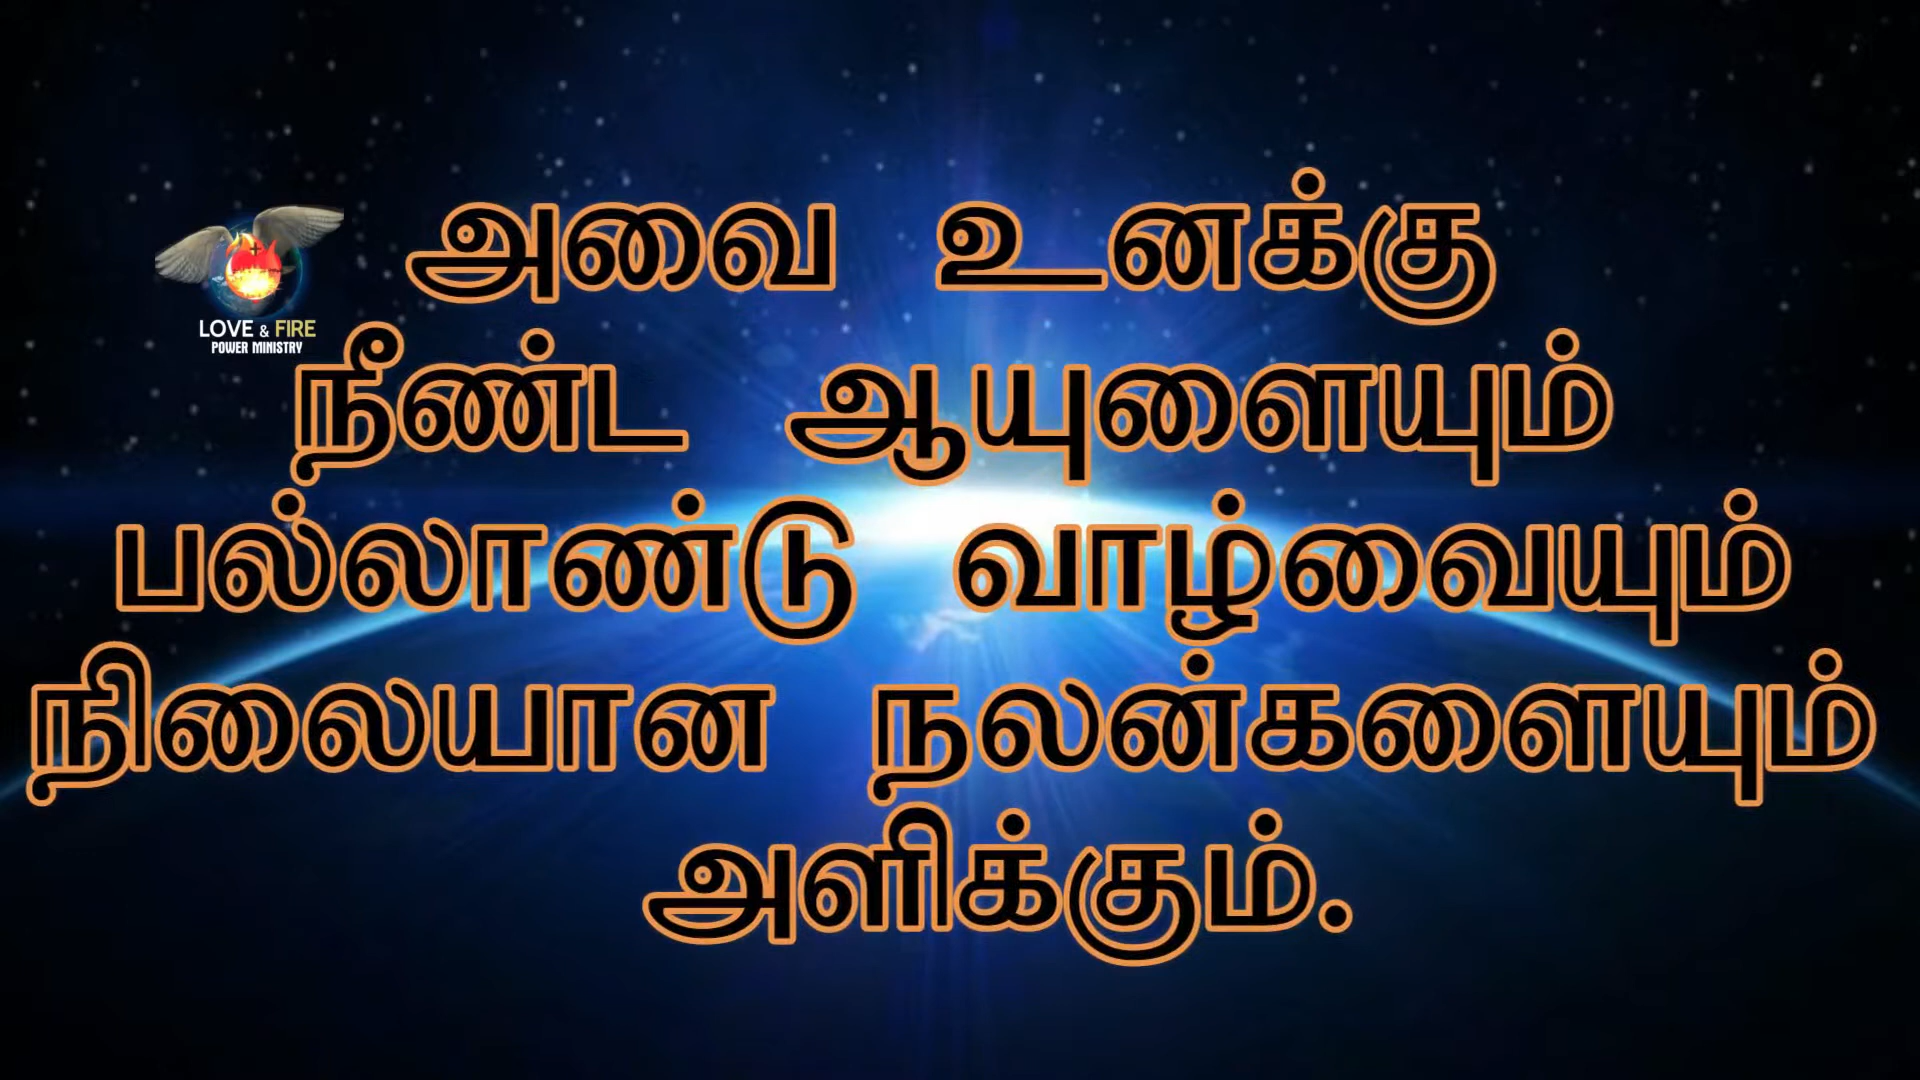 அவை உனக்கு
LOVE & FIRE
POWER MINISTRY
நீண்ட ஆயுளையும்
பல்லாண்டு வாழ்வையும்
நிலையான நலன்களையும்
அளிக்கும்.